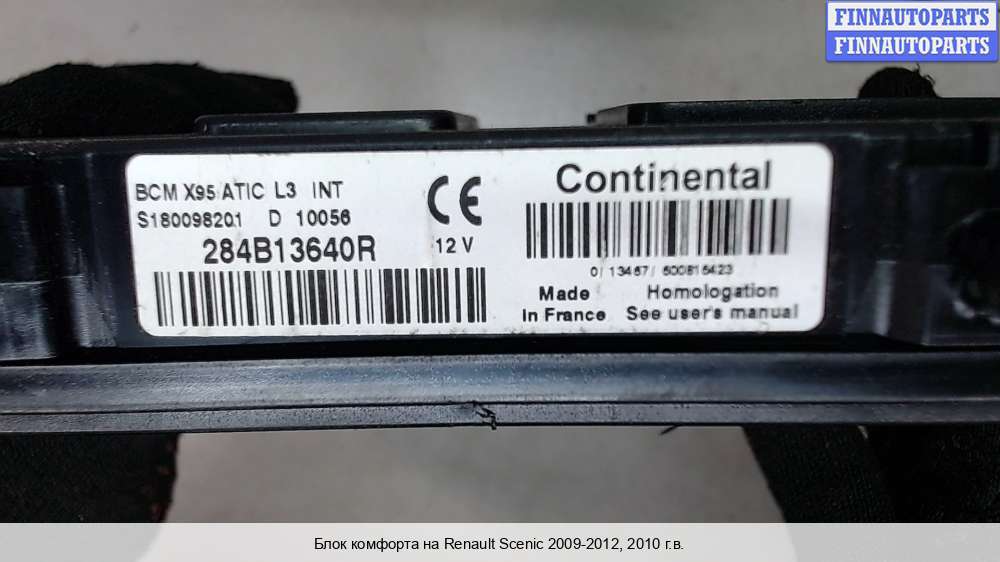 FINNAUTOPARTS
FINNAUTOPARTS
BCM X95 ATIC L3 INT
S180098201 D 10056
284B13640R
12 V
CE
Continental
0/ 13467/ 600816423
Made In France
Homologation See user's manual
Блок комфорта на Renault Scenic 2009-2012, 2010 г.в.